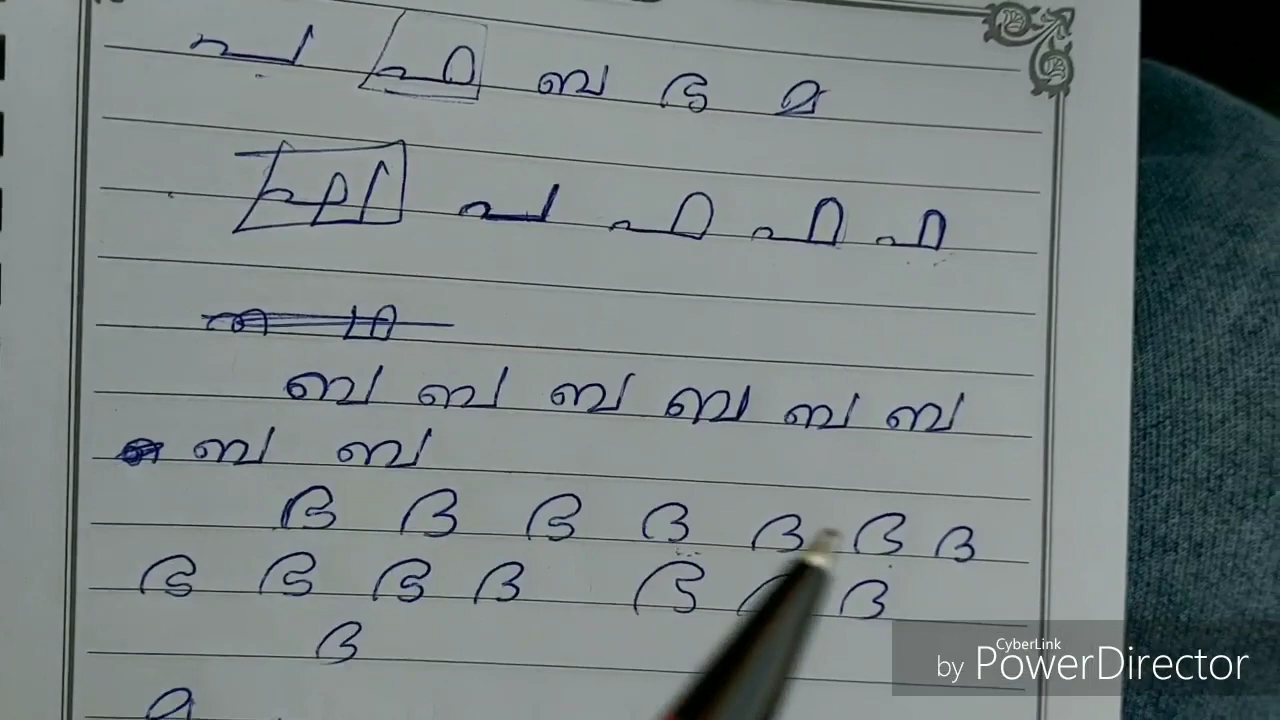 പ ഫ ബ ഭ മ
ഫ പ ഫ ഫ ഫ
ബ ബ ബ ബ ബ ബ
ബ ബ
ഭ ഭ ഭ ഭ ഭ ഭ ഭ
ഭ ഭ ഭ ഭ ഭ ഭ
ഭ
CyberLink
by PowerDirector